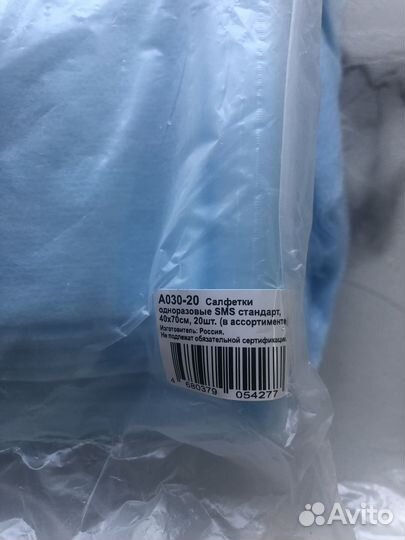 А030-20 Салфетки
одноразовые SMS стандарт,
40х70см, 20шт. (в ассортименте
Изготовитель: Россия.
Не подлежат обязательной сертификации.
4 680379 054277
Avito